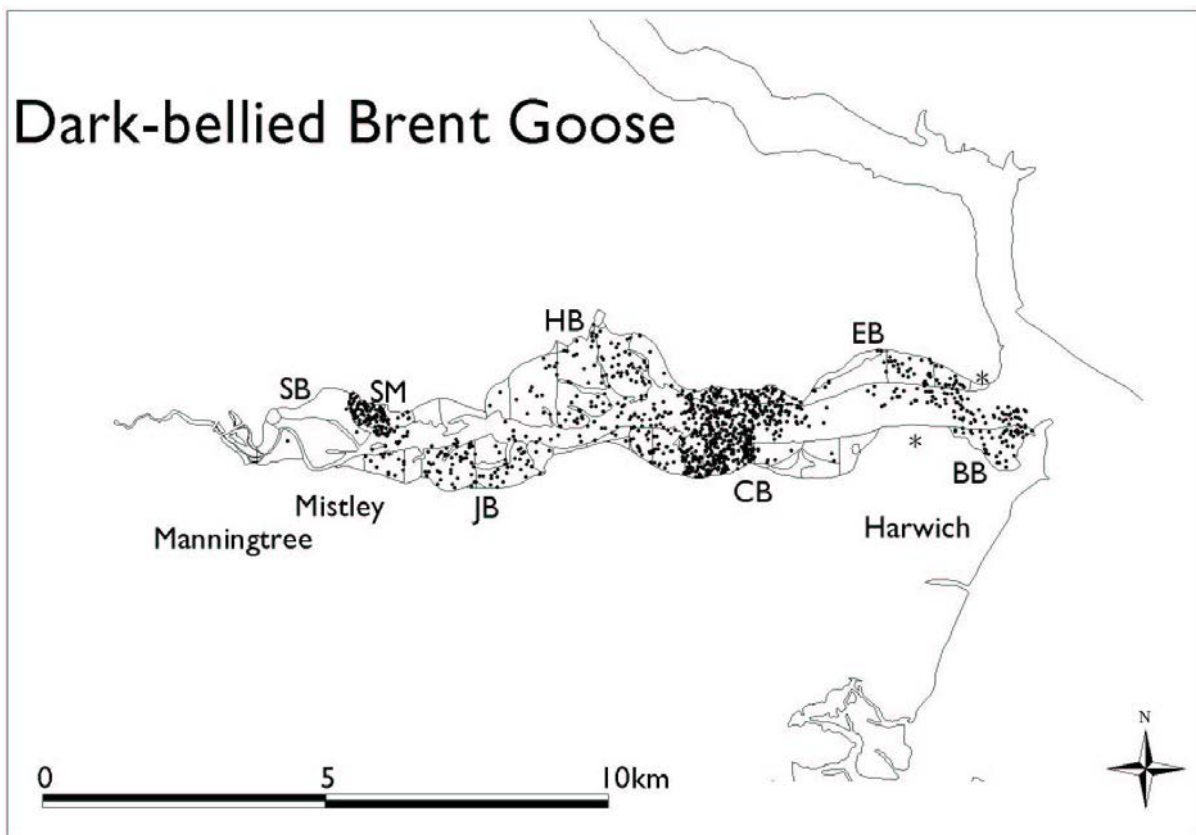 Dark-bellied Brent Goose
HB
EB
SB
SM
*
*
CB
BB
JB
Mistley
Manningtree
Harwich
N
0 5 10km